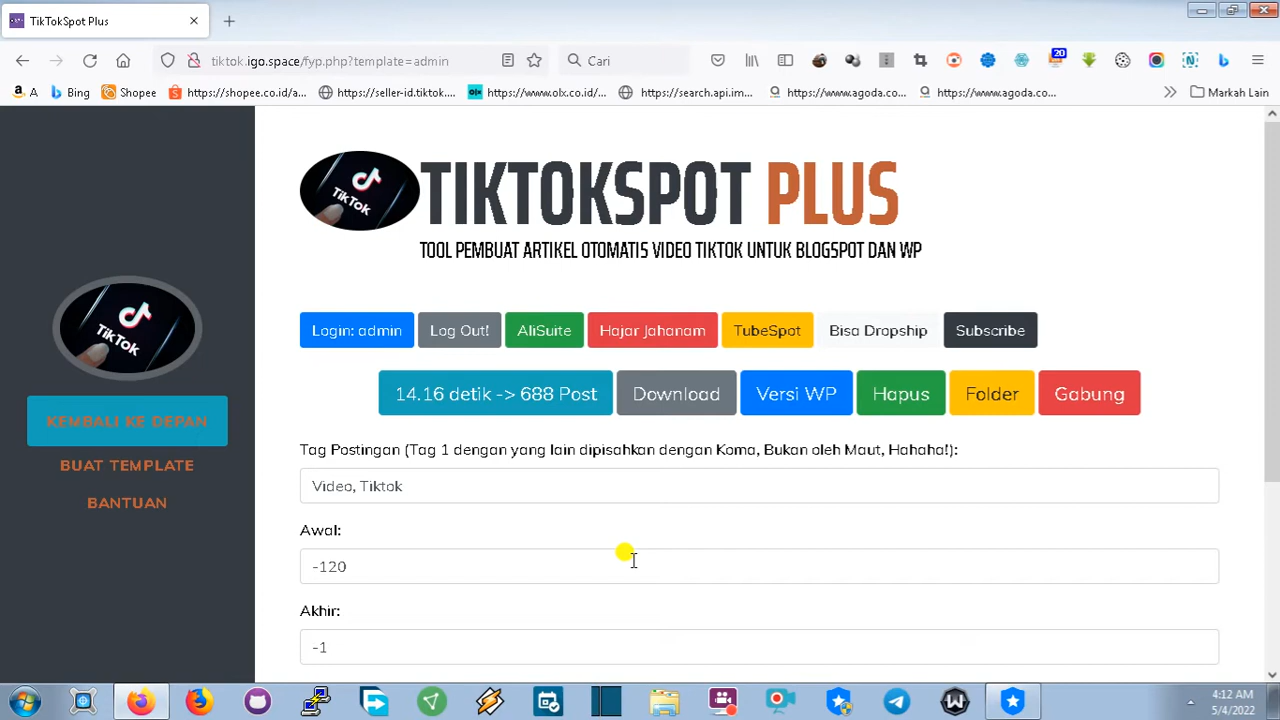 TikTokSpot Plus
tiktok.igo.space/fyp.php?template=admin
Cari
20
A
Bing
Shopee
https://shopee.co.id/a...
https://seller-id.tiktok....
https://www.olx.co.id/...
https://search.api.im...
https://www.agoda.co...
https://www.agoda.co...
Markah Lain
TikTok
TIKTOKSPOT PLUS
TOOL PEMBUAT ARTIKEL OTOMATIS VIDEO TIKTOK UNTUK BLOGSPOT DAN WP
TikTok
KEMBALI KE DEPAN
BUAT TEMPLATE
BANTUAN
Login: admin
Log Out!
AliSuite
Hajar Jahanam
TubeSpot
Bisa Dropship
Subscribe
14.16 detik -> 688 Post
Download
Versi WP
Hapus
Folder
Gabung
Tag Postingan (Tag 1 dengan yang lain dipisahkan dengan Koma, Bukan oleh Maut, Hahaha!):
Video, Tiktok
Awal:
-120
Akhir:
-1
4:12 AM
5/4/2022